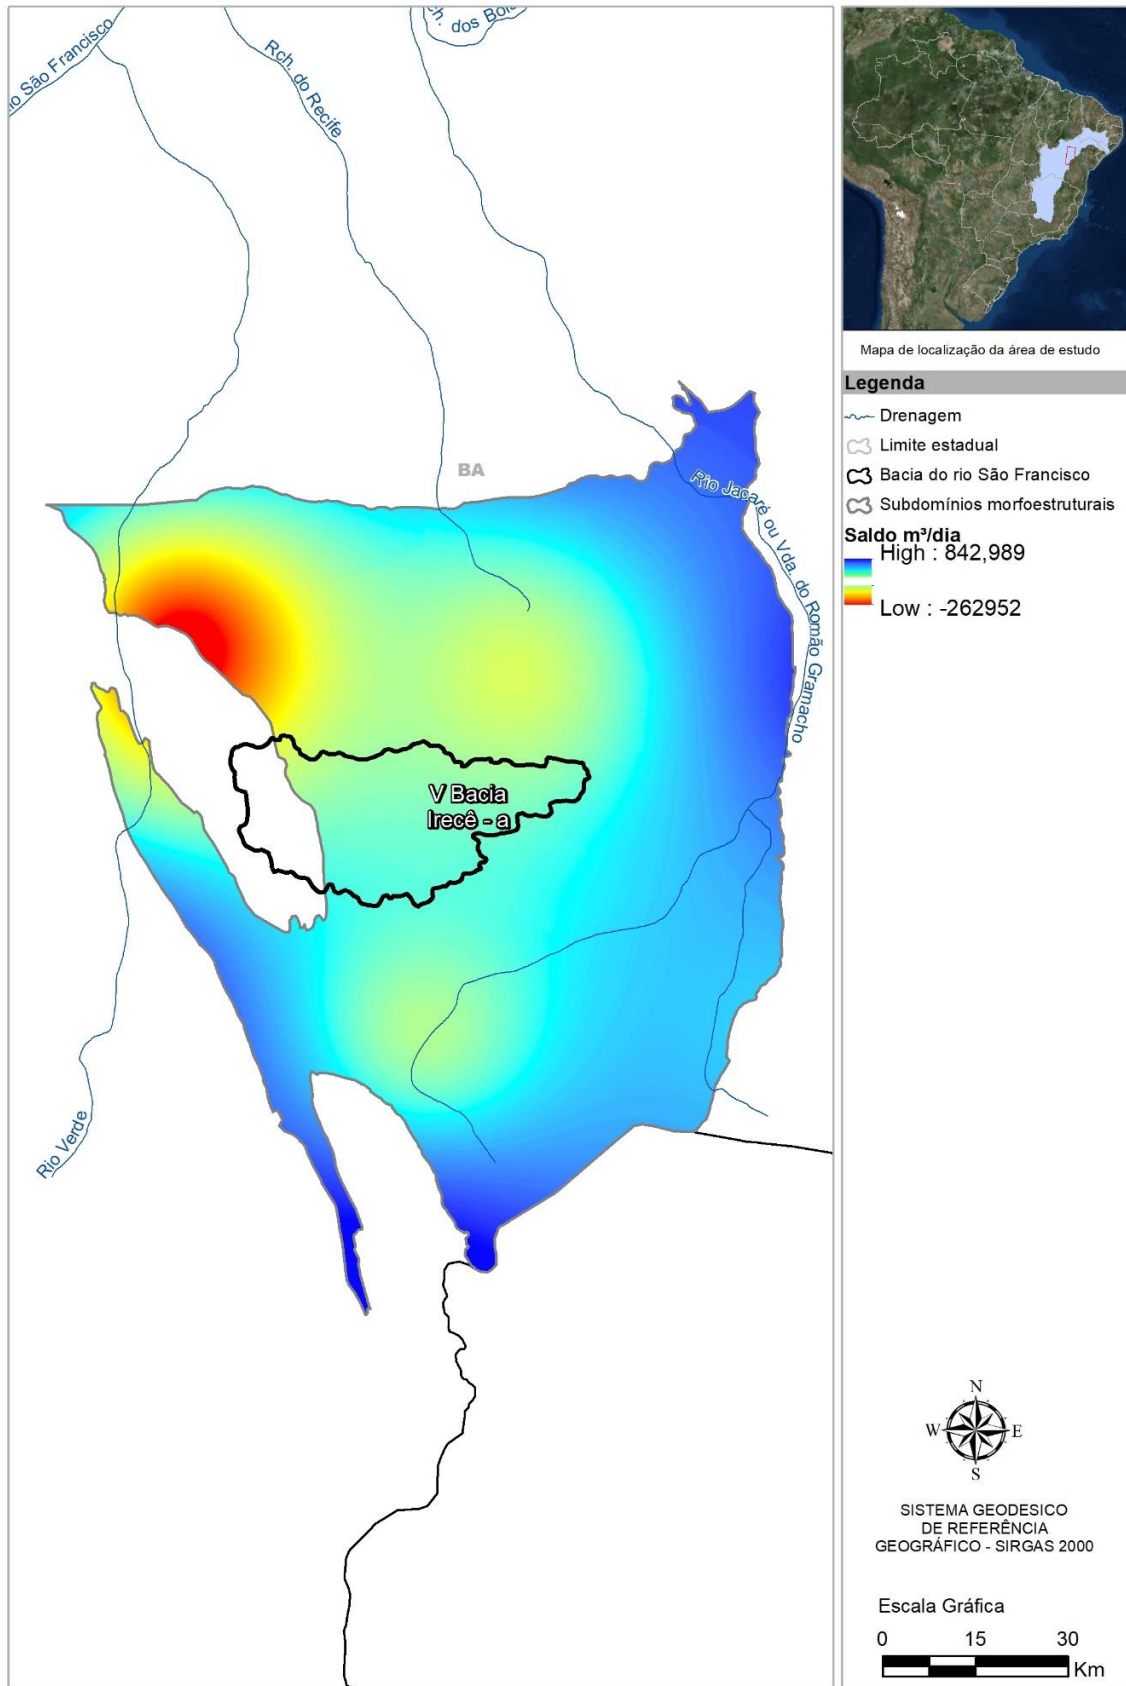 io São Francisco
Rch. do Recife
ch. dos Boi
BA
Rio Jacaré ou Vda. do Romão Gramacho
V Bacia
Irecê - a
Rio Verde
Mapa de localização da área de estudo
Legenda
Drenagem
Limite estadual
Bacia do rio São Francisco
Subdomínios morfoestruturais
Saldo m³/dia
High : 842,989
Low : -262952
N
W E
S
SISTEMA GEODESICO
DE REFERÊNCIA
GEOGRÁFICO - SIRGAS 2000
Escala Gráfica
0 15 30
Km